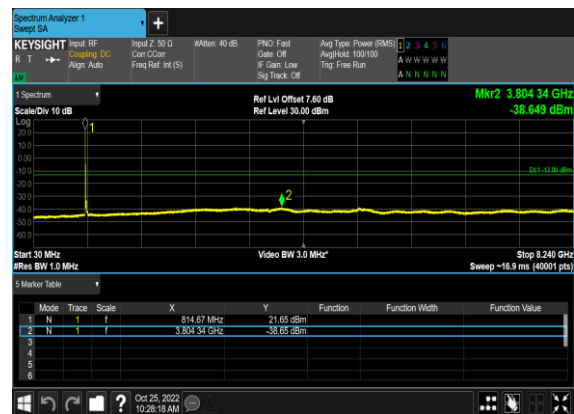 Spectrum Analyzer 1
Swept SA
+
KEYSIGHT Input: RF Input Z: 50 Ω #Atten: 40 dB PNO: Fast Avg Type: Power (RMS) 1 2 3 4 5 6
R T Coupling: DC Corr CCorr Gate: Off Avg|Hold: 100/100 A W W W W W
Align: Auto Freq Ref: Int (S) IF Gain: Low Trig: Free Run
Sig Track: Off A N N N N N
1 Spectrum Ref Lvl Offset 7.60 dB Mkr2 3.804 34 GHz
Scale/Div 10 dB Ref Level 30.00 dBm -38.649 dBm
Log
1
20.0
10.0
0.00
-10.0
DL1 -13.00 dBm
-20.0
-30.0
2
-40.0
-50.0
-60.0
Start 30 MHz Video BW 3.0 MHz* Stop 8.240 GHz
#Res BW 1.0 MHz Sweep ~16.9 ms (40001 pts)
5 Marker Table
Mode Trace Scale X Y Function Function Width Function Value
1 N 1 f 814.67 MHz 21.65 dBm
2 N 1 f 3.804 34 GHz -38.65 dBm
3
4
5
6
? Oct 25, 2022
10:28:18 AM